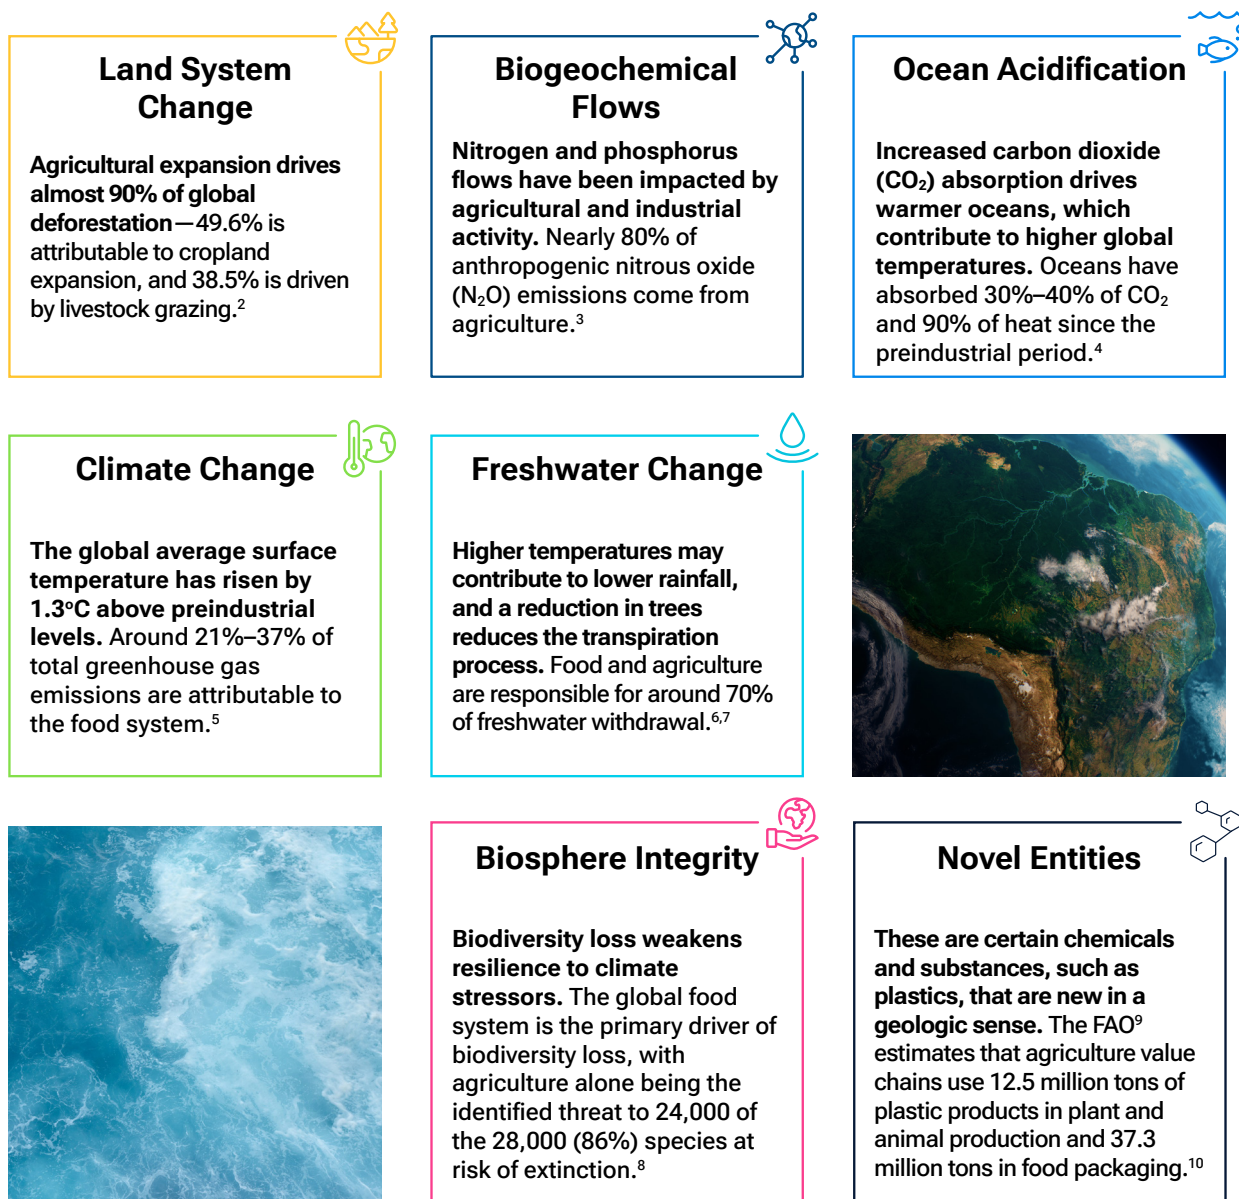 Land System
Change
Agricultural expansion drives
almost 90% of global
deforestation—49.6% is
attributable to cropland
expansion, and 38.5% is driven
by livestock grazing.²
Biogeochemical
Flows
Nitrogen and phosphorus
flows have been impacted by
agricultural and industrial
activity. Nearly 80% of
anthropogenic nitrous oxide
(N₂O) emissions come from
agriculture.³
Ocean Acidification
Increased carbon dioxide
(CO₂) absorption drives
warmer oceans, which
contribute to higher global
temperatures. Oceans have
absorbed 30%–40% of CO₂
and 90% of heat since the
preindustrial period.⁴
Climate Change
The global average surface
temperature has risen by
1.3ºC above preindustrial
levels. Around 21%–37% of
total greenhouse gas
emissions are attributable to
the food system.⁵
Freshwater Change
Higher temperatures may
contribute to lower rainfall,
and a reduction in trees
reduces the transpiration
process. Food and agriculture
are responsible for around 70%
of freshwater withdrawal.⁶,⁷
Biosphere Integrity
Biodiversity loss weakens
resilience to climate
stressors. The global food
system is the primary driver of
biodiversity loss, with
agriculture alone being the
identified threat to 24,000 of
the 28,000 (86%) species at
risk of extinction.⁸
Novel Entities
These are certain chemicals
and substances, such as
plastics, that are new in a
geologic sense. The FAO⁹
estimates that agriculture value
chains use 12.5 million tons of
plastic products in plant and
animal production and 37.3
million tons in food packaging.¹⁰